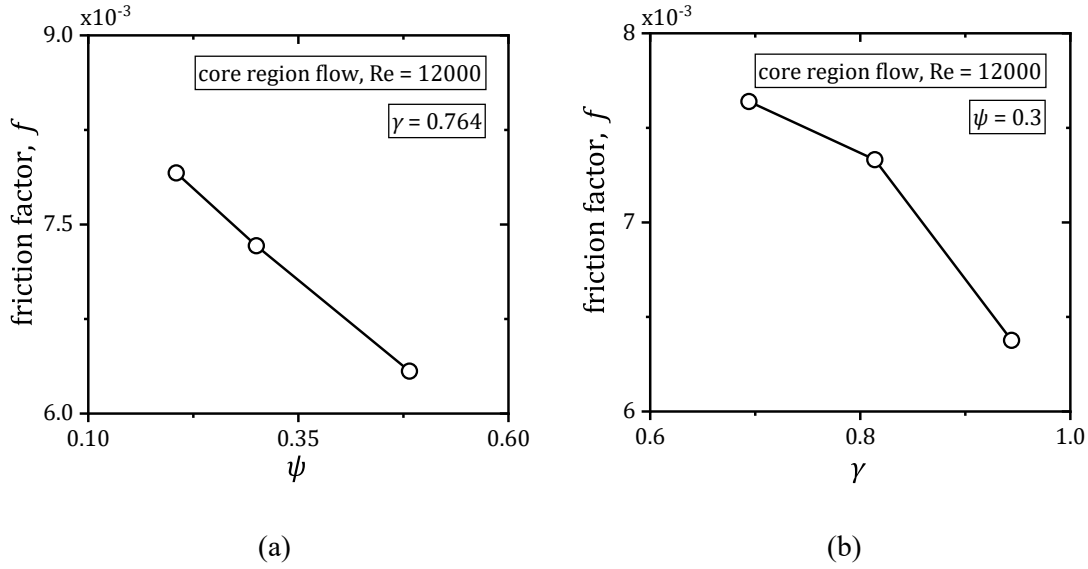 x10⁻³
9.0
7.5
6.0
friction factor, f
core region flow, Re = 12000
γ = 0.764
0.10
0.35
0.60
ψ
(a)
x10⁻³
8
7
6
friction factor, f
core region flow, Re = 12000
ψ = 0.3
0.6
0.8
1.0
γ
(b)